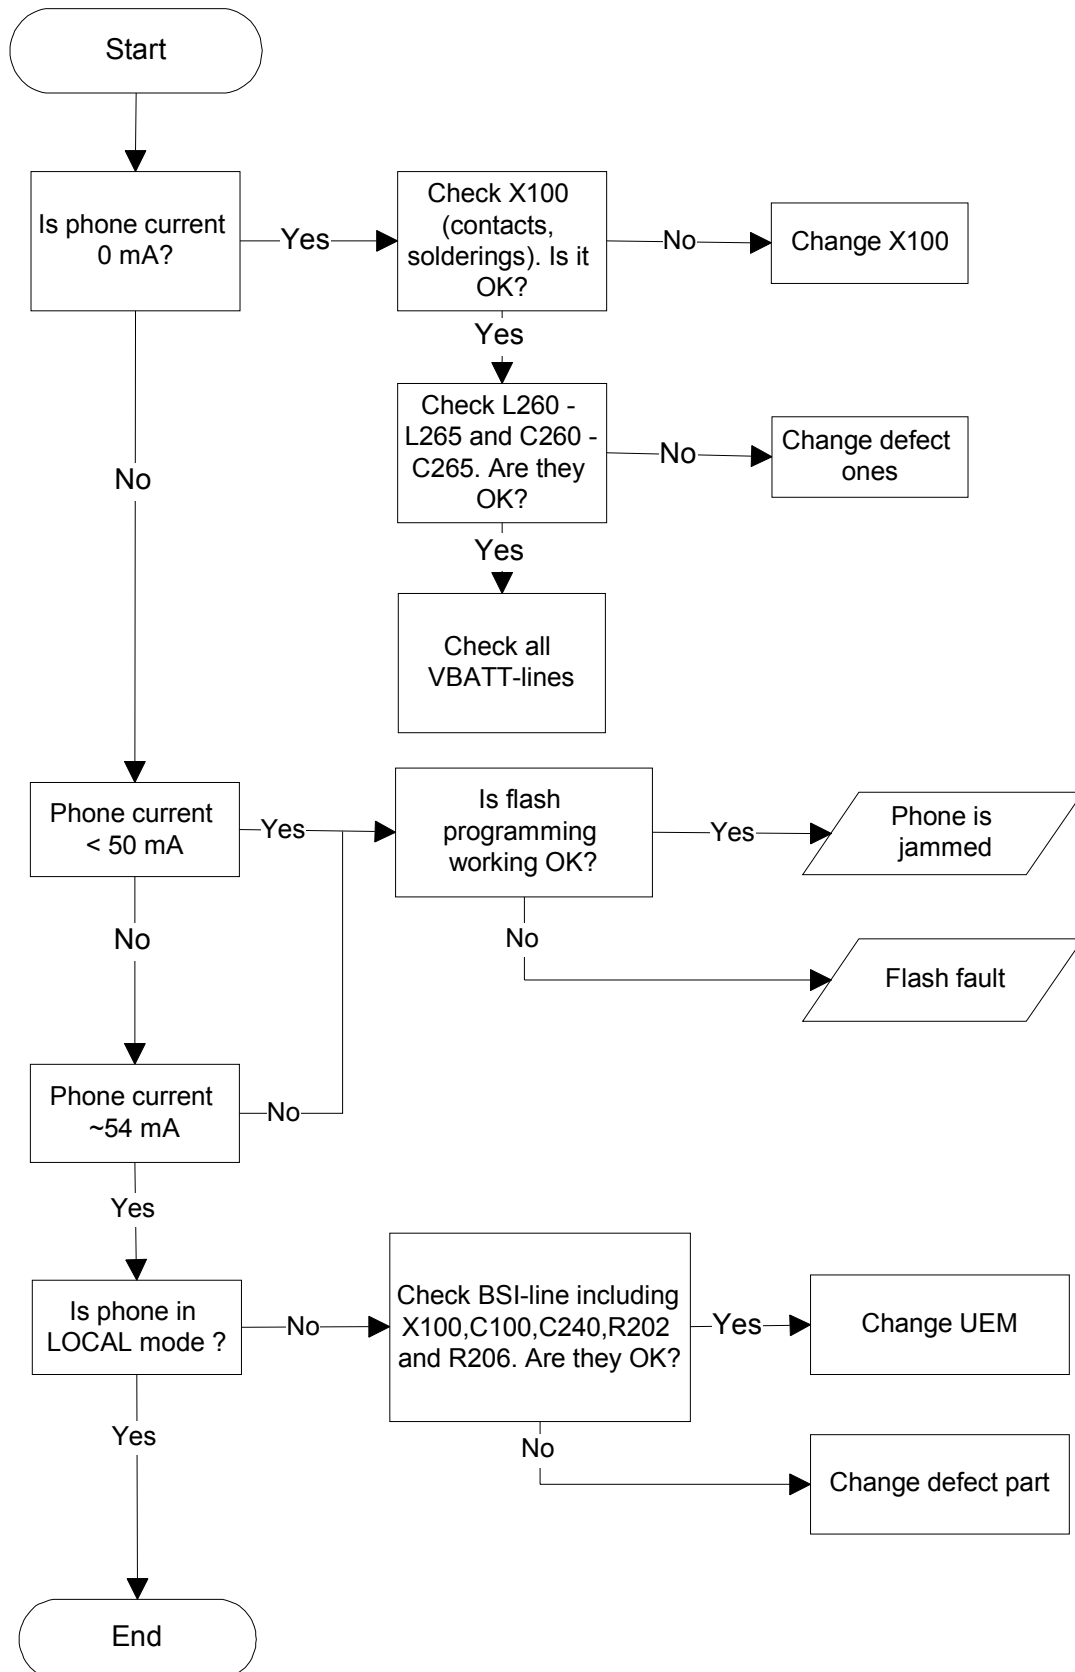 Start
Is phone current
0 mA?
Yes
Check X100
(contacts,
solderings). Is it
OK?
No
Change X100
Yes
Check L260 -
L265 and C260 -
C265. Are they
OK?
No
Change defect
ones
No
Yes
Check all
VBATT-lines
Phone current
< 50 mA
Yes
Is flash
programming
working OK?
Yes
Phone is
jammed
No
No
Flash fault
Phone current
~54 mA
No
Yes
Is phone in
LOCAL mode ?
No
Check BSI-line including
X100,C100,C240,R202
and R206. Are they OK?
Yes
Change UEM
Yes
No
Change defect part
End